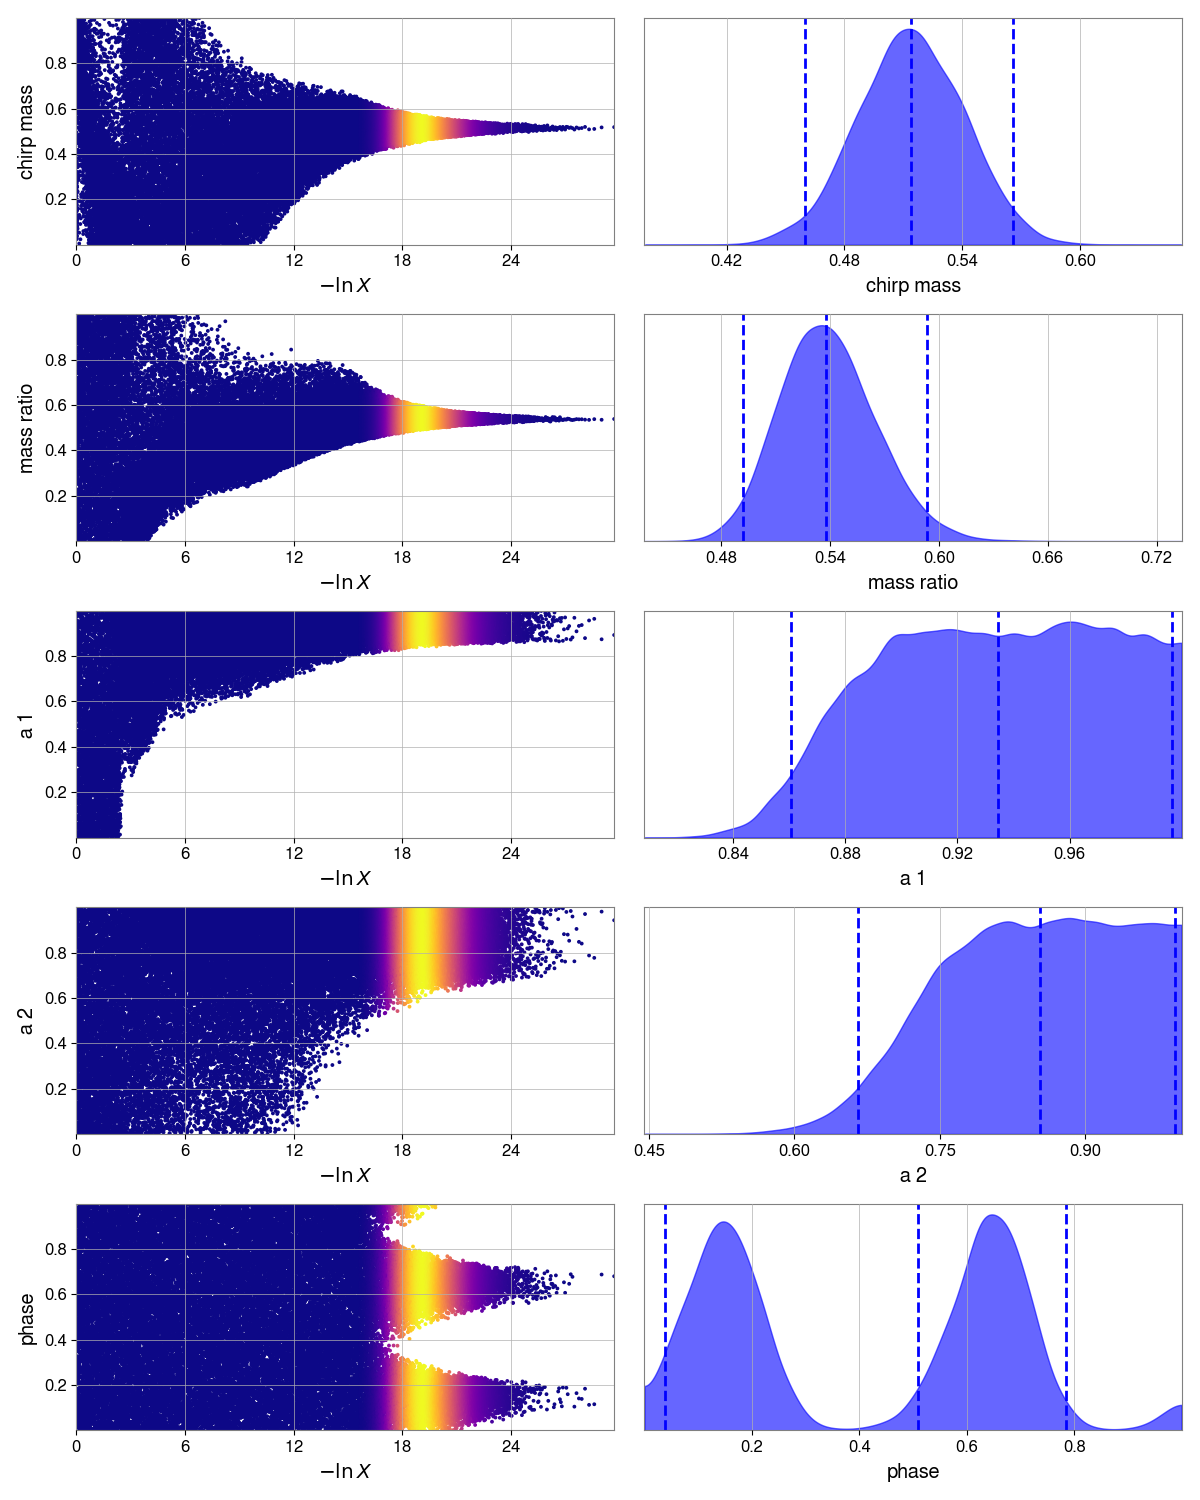 0.8
0.6
0.4
0.2
chirp mass
0 6 12 18 24
−ln X
0.42 0.48 0.54 0.60
chirp mass
0.8
0.6
0.4
0.2
mass ratio
0 6 12 18 24
−ln X
0.48 0.54 0.60 0.66 0.72
mass ratio
0.8
0.6
0.4
0.2
a 1
0 6 12 18 24
−ln X
0.84 0.88 0.92 0.96
a 1
0.8
0.6
0.4
0.2
a 2
0 6 12 18 24
−ln X
0.45 0.60 0.75 0.90
a 2
0.8
0.6
0.4
0.2
phase
0 6 12 18 24
−ln X
0.2 0.4 0.6 0.8
phase